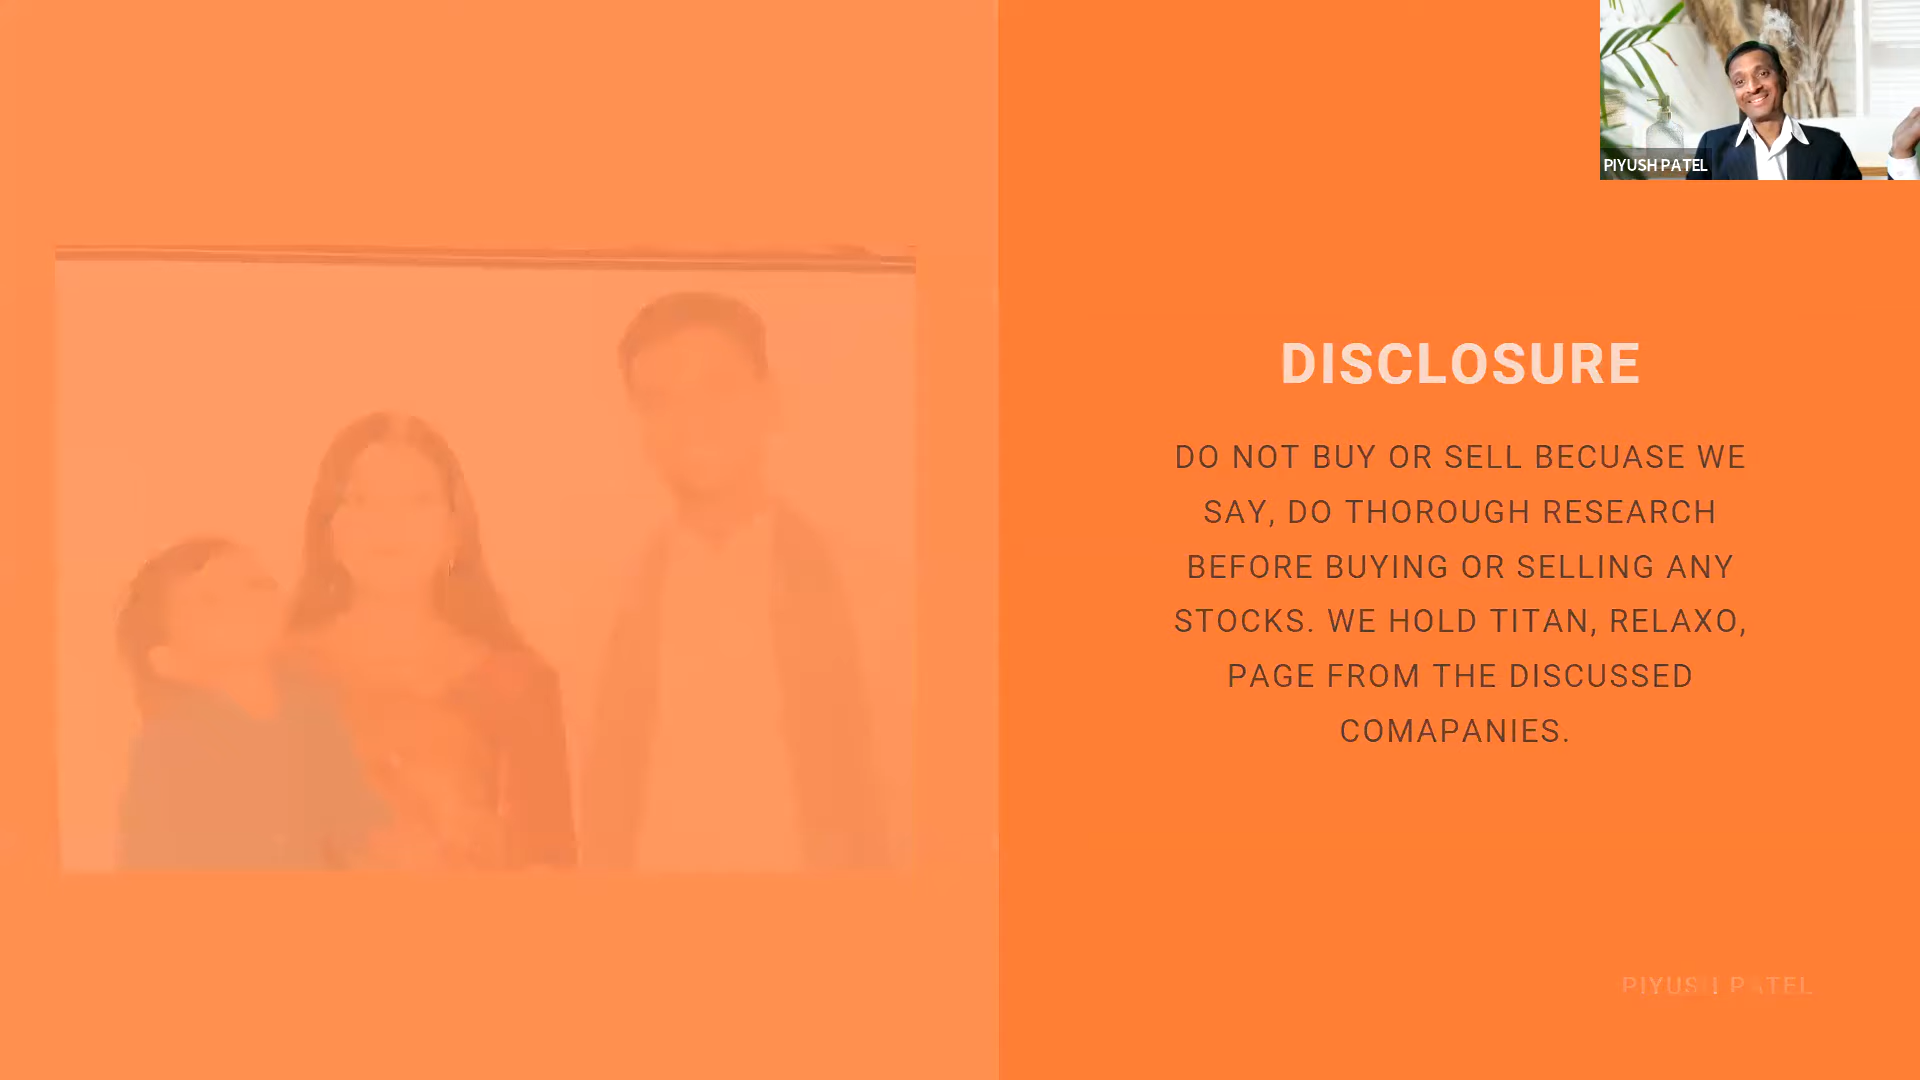 PIYUSH PATEL
DISCLOSURE
DO NOT BUY OR SELL BECUASE WE
SAY, DO THOROUGH RESEARCH
BEFORE BUYING OR SELLING ANY
STOCKS. WE HOLD TITAN, RELAXO,
PAGE FROM THE DISCUSSED
COMAPANIES.
PIYUSH PATEL